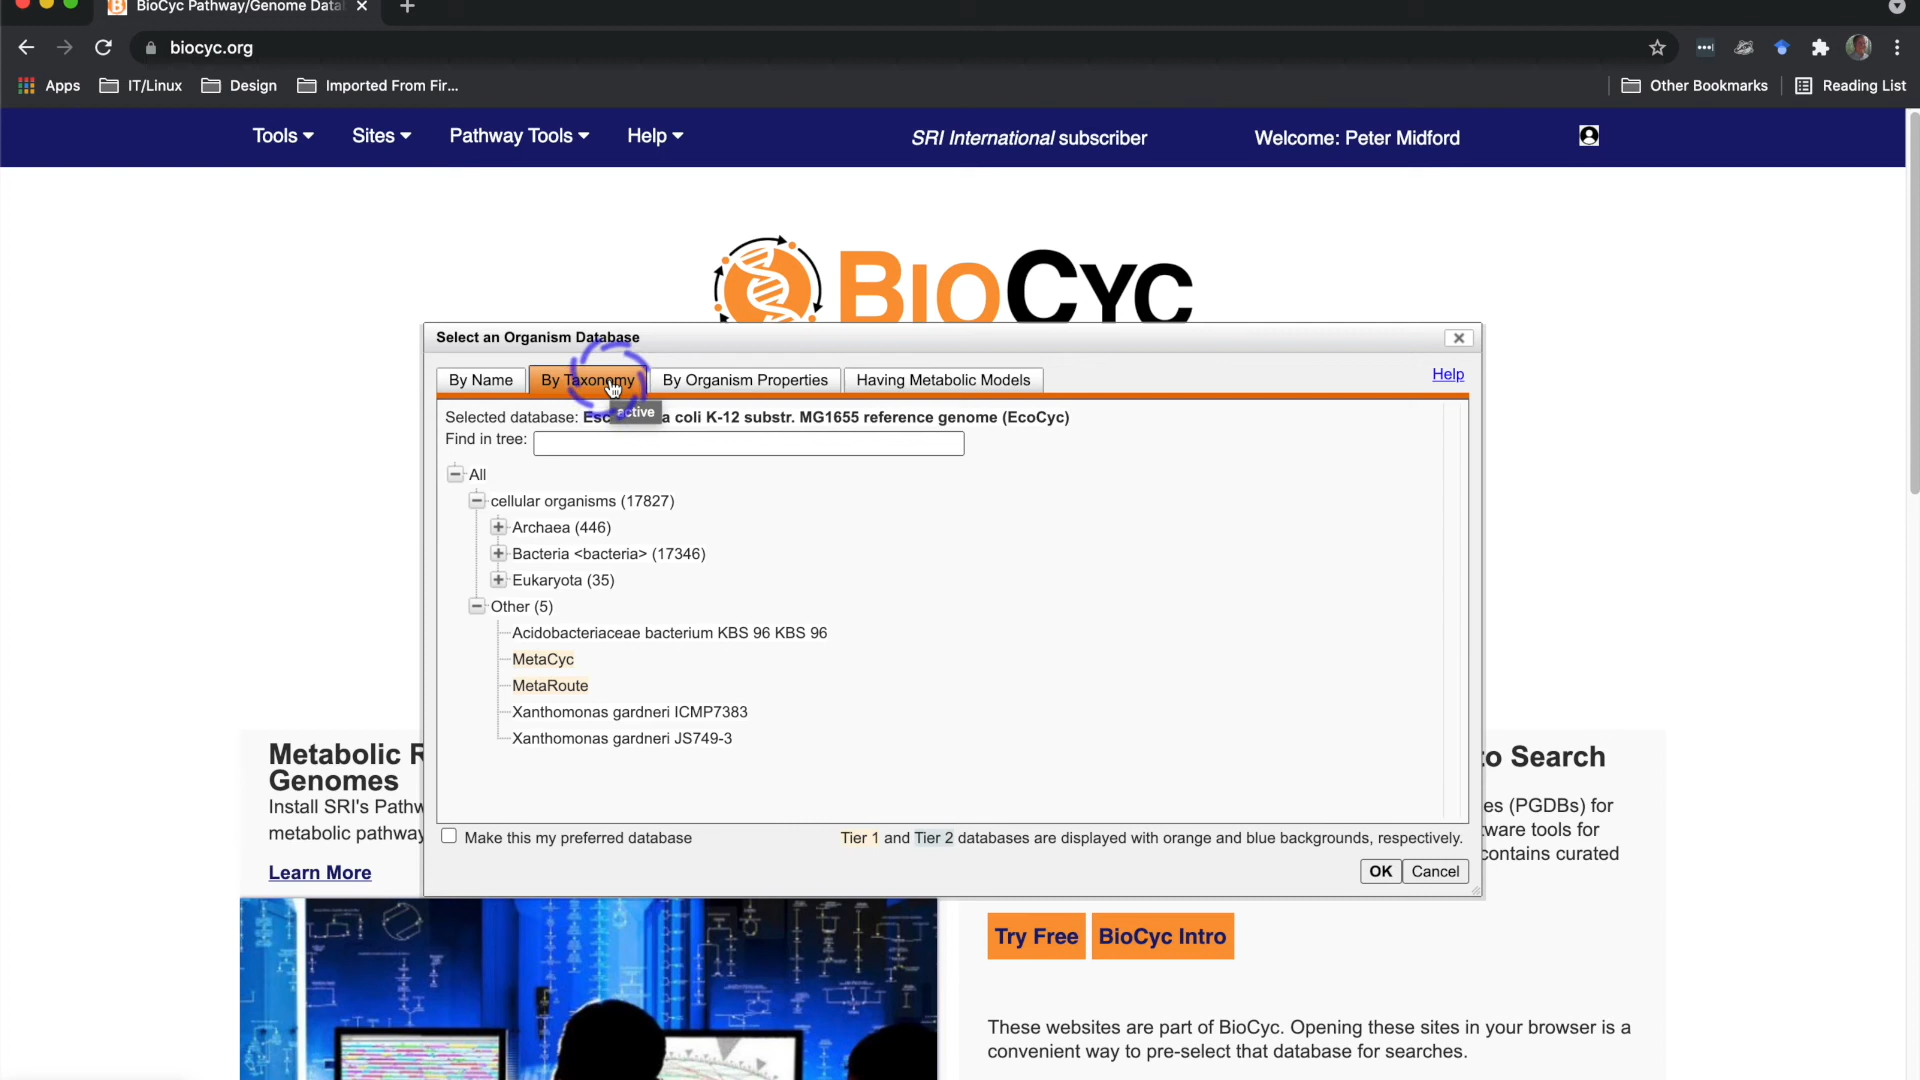 BioCyc Pathway/Genome Data
biocyc.org
Apps IT/Linux Design Imported From Fir... Other Bookmarks Reading List
Tools Sites Pathway Tools Help SRI International subscriber Welcome: Peter Midford
BIOCYC
Select an Organism Database
By Name By Taxonomy By Organism Properties Having Metabolic Models Help
active
Selected database: Esc a coli K-12 substr. MG1655 reference genome (EcoCyc)
Find in tree:
All
cellular organisms (17827)
Archaea (446)
Bacteria <bacteria> (17346)
Eukaryota (35)
Other (5)
Acidobacteriaceae bacterium KBS 96 KBS 96
MetaCyc
MetaRoute
Xanthomonas gardneri ICMP7383
Xanthomonas gardneri JS749-3
Make this my preferred database Tier 1 and Tier 2 databases are displayed with orange and blue backgrounds, respectively.
OK Cancel
Metabolic
Genomes
Install SRI's Pathw
metabolic pathway
Learn More
to Search
es (PGDBs) for
tware tools for
contains curated
Try Free BioCyc Intro
These websites are part of BioCyc. Opening these sites in your browser is a
convenient way to pre-select that database for searches.